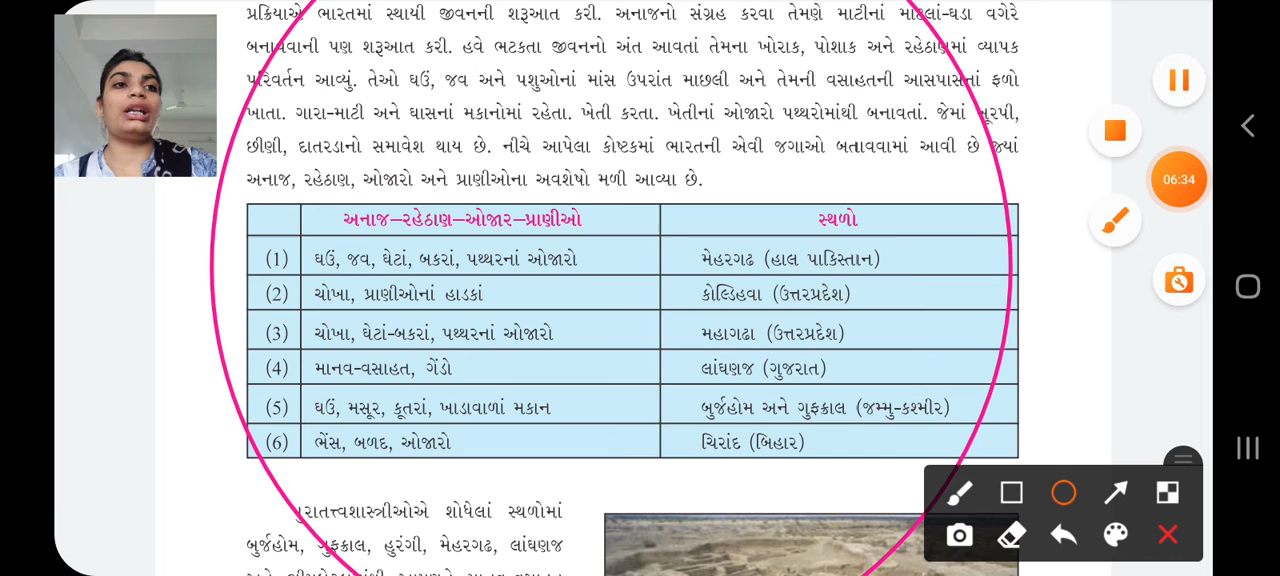 પ્રક્રિયાએ ભારતમાં સ્થાયી જીવનની શરૂઆત કરી. અનાજનો સંગ્રહ કરવા તેમણે માટીનાં માટલાં-ઘડા વગેરે
બનાવવાની પણ શરૂઆત કરી. હવે ભટકતા જીવનનો અંત આવતાં તેમના ખોરાક, પોશાક અને રહેઠાણમાં વ્યાપક
પરિવર્તન આવ્યું. તેઓ ઘઉં, જવ અને પશુઓનાં માંસ ઉપરાંત માછલી અને તેમની વસાહતની આસપાસનાં ફળો
ખાતા. ગારા-માટી અને ઘાસનાં મકાનોમાં રહેતા. ખેતી કરતા. ખેતીનાં ઓજારો પથ્થરોમાંથી બનાવતાં. જેમાં ખૂરપી,
છીણી, દાતરડાનો સમાવેશ થાય છે. નીચે આપેલા કોષ્ટકમાં ભારતની એવી જગાઓ બતાવવામાં આવી છે જ્યાં
અનાજ, રહેઠાણ, ઓજારો અને પ્રાણીઓના અવશેષો મળી આવ્યા છે.
અનાજ–રહેઠાણ–ઓજાર–પ્રાણીઓ સ્થળો
(1) ઘઉં, જવ, ઘેટાં, બકરાં, પથ્થરનાં ઓજારો મેહરગઢ (હાલ પાકિસ્તાન)
(2) ચોખા, પ્રાણીઓનાં હાડકાં કોલ્ડિહવા (ઉત્તરપ્રદેશ)
(3) ચોખા, ઘેટાં-બકરાં, પથ્થરનાં ઓજારો મહાગઢા (ઉત્તરપ્રદેશ)
(4) માનવ-વસાહત, ગેંડો લાંઘણજ (ગુજરાત)
(5) ઘઉં, મસૂર, કૂતરાં, ખાડાવાળાં મકાન બુર્જહોમ અને ગુફક્રાલ (જમ્મુ-કશ્મીર)
(6) ભેંસ, બળદ, ઓજારો ચિરાંદ (બિહાર)
પુરાતત્ત્વશાસ્ત્રીઓએ શોધેલાં સ્થળોમાં
બુર્જહોમ, ગુફક્રાલ, હુરંગી, મેહરગઢ, લાંઘણજ
06:34